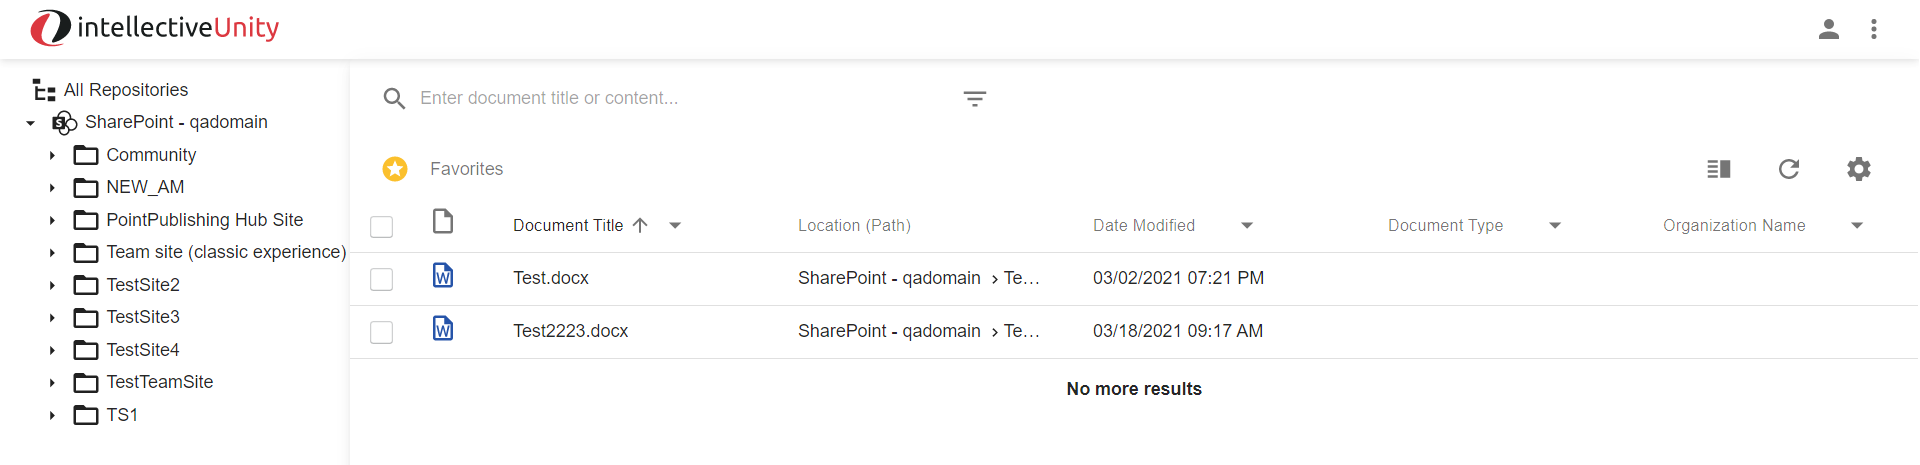 intellectiveUnity
All Repositories
SharePoint - qadomain
Community
NEW_AM
PointPublishing Hub Site
Team site (classic experience)
TestSite2
TestSite3
TestSite4
TestTeamSite
TS1
Enter document title or content...
Favorites
Document Title Location (Path) Date Modified Document Type Organization Name
Test.docx SharePoint - qadomain › Te... 03/02/2021 07:21 PM
Test2223.docx SharePoint - qadomain › Te... 03/18/2021 09:17 AM
No more results